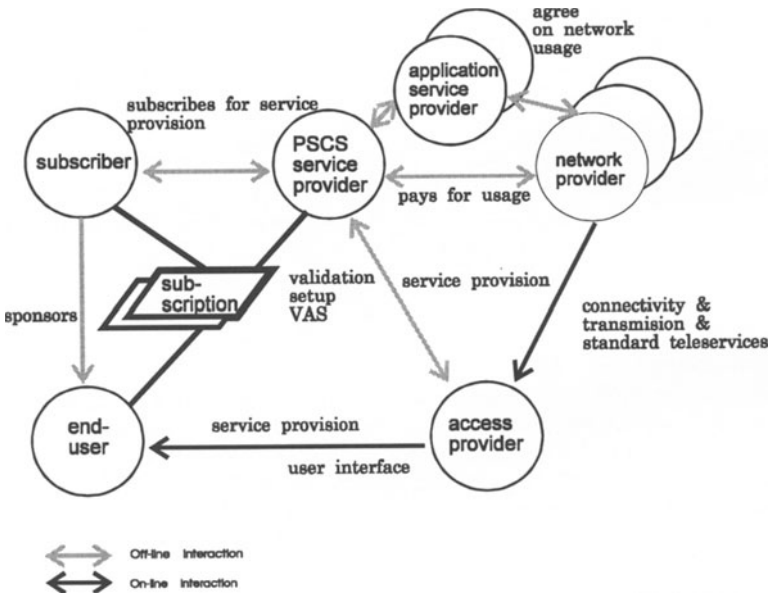 agree
on network
usage
application
service
provider
subscribes for service
provision
PSCS
service
provider
subscriber
network
provider
pays for usage
sub-
scription
validation
setup
VAS
service provision
sponsors
connectivity &
transmision &
standard teleservices
end-
user
service provision
user interface
access
provider
Off-line Interaction
On-line Interaction